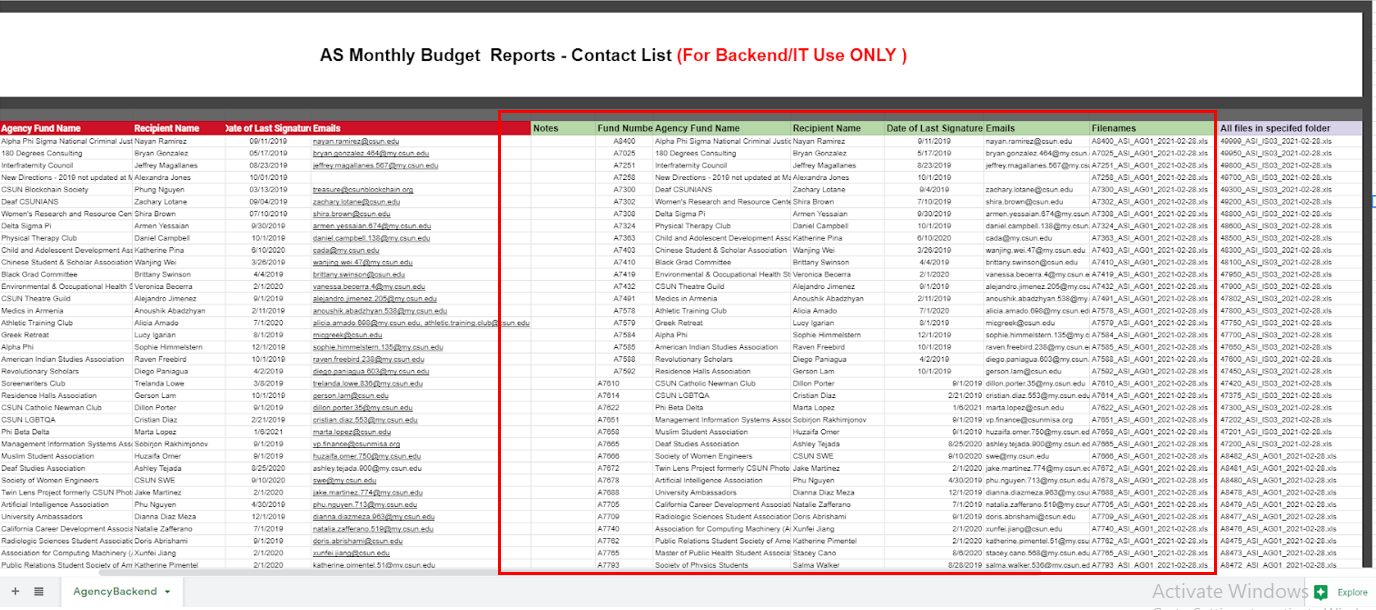 AS Monthly Budget Reports - Contact List (For Backend/IT Use ONLY )
Agency Fund Name Recipient Name Date of Last Signature Emails Notes Fund Numbe Agency Fund Name Recipient Name Date of Last Signature Emails Filenames All files in specifed folder
Alpha Phi Sigma National Criminal Just Nayan Ramirez 09/11/2019 nayan.ramirez@csun.edu A8400 Alpha Phi Sigma National Criminal Justic Nayan Ramirez 9/11/2019 nayan.ramirez@csun.edu A8400_ASI_AG01_2021-02-28.xls 49999_ASI_IS03_2021-02-28.xls
180 Degrees Consulting Bryan Gonzalez 05/17/2019 bryan.gonzalez.464@my.csun.edu A7025 180 Degrees Consulting Bryan Gonzalez 5/17/2019 bryan.gonzalez.464@my.csun. A7025_ASI_AG01_2021-02-28.xls 49950_ASI_IS03_2021-02-28.xls
Interfraternity Council Jeffrey Magallanes 08/23/2019 jeffrey.magallanes.567@my.csun.edu A7251 Interfraternity Council Jeffrey Magallanes 8/23/2019 jeffrey.magallanes.567@my.cs A7251_ASI_AG01_2021-02-28.xls 49800_ASI_IS03_2021-02-28.xls
New Directions - 2019 not updated at M Alexandra Jones 10/01/2019 A7258 New Directions - 2019 not updated at Ma Alexandra Jones 10/1/2019 A7258_ASI_AG01_2021-02-28.xls 49700_ASI_IS03_2021-02-28.xls
CSUN Blockchain Society Phung Nguyen 03/13/2019 treasure@csunblockchain.org A7300 Deaf CSUNIANS Zachary Lotane 9/4/2019 zachary.lotane@csun.edu A7300_ASI_AG01_2021-02-28.xls 49300_ASI_IS03_2021-02-28.xls
Deaf CSUNIANS Zachary Lotane 09/04/2019 zachary.lotane@csun.edu A7302 Women's Research and Resource Cente Shira Brown 7/10/2019 shira.brown@csun.edu A7302_ASI_AG01_2021-02-28.xls 49200_ASI_IS03_2021-02-28.xls
Women's Research and Resource Cen Shira Brown 07/10/2019 shira.brown@csun.edu A7308 Delta Sigma Pi Armen Yessaian 9/30/2019 armen.yessaian.674@my.csun A7308_ASI_AG01_2021-02-28.xls 48800_ASI_IS03_2021-02-28.xls
Delta Sigma Pi Armen Yessaian 9/30/2019 armen.yessaian.674@my.csun.edu A7324 Physical Therapy Club Daniel Campbell 10/1/2019 daniel.campbell.138@my.csun. A7324_ASI_AG01_2021-02-28.xls 48600_ASI_IS03_2021-02-28.xls
Physical Therapy Club Daniel Campbell 10/1/2019 daniel.campbell.138@my.csun.edu A7363 Child and Adolescent Development Asso Katherine Pina 6/10/2020 cada@my.csun.edu A7363_ASI_AG01_2021-02-28.xls 48500_ASI_IS03_2021-02-28.xls
Child and Adolescent Development Ass Katherine Pina 6/10/2020 cada@my.csun.edu A7403 Chinese Student & Scholar Association Wanjing Wei 3/26/2019 wanjing.wei.47@my.csun.edu A7403_ASI_AG01_2021-02-28.xls 48300_ASI_IS03_2021-02-28.xls
Chinese Student & Scholar Association Wanjing Wei 3/26/2019 wanjing.wei.47@my.csun.edu A7410 Black Grad Committee Brittany Swinson 4/4/2019 brittany.swinson@csun.edu A7410_ASI_AG01_2021-02-28.xls 48100_ASI_IS03_2021-02-28.xls
Black Grad Committee Brittany Swinson 4/4/2019 brittany.swinson@csun.edu A7419 Environmental & Occupational Health St Veronica Becerra 2/1/2020 vanessa.becerra.4@my.csun.e A7419_ASI_AG01_2021-02-28.xls 47950_ASI_IS03_2021-02-28.xls
Environmental & Occupational Health S Veronica Becerra 2/1/2020 vanessa.becerra.4@my.csun.edu A7432 CSUN Theatre Guild Alejandro Jimenez 9/1/2019 alejandro.jimenez.205@my.csu A7432_ASI_AG01_2021-02-28.xls 47900_ASI_IS03_2021-02-28.xls
CSUN Theatre Guild Alejandro Jimenez 9/1/2019 alejandro.jimenez.205@my.csun.edu A7491 Medics in Armenia Anoushik Abadzhyan 2/11/2019 anoushik.abadzhyan.538@my. A7491_ASI_AG01_2021-02-28.xls 47802_ASI_IS03_2021-02-28.xls
Medics in Armenia Anoushik Abadzhyan 2/11/2019 anoushik.abadzhyan.538@my.csun.edu A7578 Athletic Training Club Alicia Amado 7/1/2020 alicia.amado.698@my.csun.edu A7578_ASI_AG01_2021-02-28.xls 47800_ASI_IS03_2021-02-28.xls
Athletic Training Club Alicia Amado 7/1/2020 alicia.amado.698@my.csun.edu, athletic.training.club@csun.edu A7579 Greek Retreat Lucy Igarian 8/1/2019 micgreek@csun.edu A7579_ASI_AG01_2021-02-28.xls 47750_ASI_IS03_2021-02-28.xls
Greek Retreat Lucy Igarian 8/1/2019 micgreek@csun.edu A7584 Alpha Phi Sophie Himmelstern 12/1/2019 sophie.himmelstern.135@my.c A7584_ASI_AG01_2021-02-28.xls 47700_ASI_IS03_2021-02-28.xls
Alpha Phi Sophie Himmelstern 12/1/2019 sophie.himmelstern.135@my.csun.edu A7585 American Indian Studies Association Raven Freebird 10/1/2019 raven.freebird.238@my.csun.edu A7585_ASI_AG01_2021-02-28.xls 47650_ASI_IS03_2021-02-28.xls
American Indian Studies Association Raven Freebird 10/1/2019 raven.freebird.238@my.csun.edu A7588 Revolutionary Scholars Diego Paniagua 4/2/2019 diego.paniagua.603@my.csun. A7588_ASI_AG01_2021-02-28.xls 47600_ASI_IS03_2021-02-28.xls
Revolutionary Scholars Diego Paniagua 4/2/2019 diego.paniagua.603@my.csun.edu A7592 Residence Halls Association Gerson Lam 10/1/2019 gerson.lam@csun.edu A7592_ASI_AG01_2021-02-28.xls 47450_ASI_IS03_2021-02-28.xls
Screenwriters Club Trelanda Lowe 3/8/2019 trelanda.lowe.836@my.csun.edu A7610 CSUN Catholic Newman Club Dillon Porter 9/1/2019 dillon.porter.35@my.csun.edu A7610_ASI_AG01_2021-02-28.xls 47420_ASI_IS03_2021-02-28.xls
Residence Halls Association Gerson Lam 10/1/2019 gerson.lam@csun.edu A7614 CSUN LGBTQA Cristian Diaz 2/21/2019 cristian.diaz.553@my.csun.edu A7614_ASI_AG01_2021-02-28.xls 47375_ASI_IS03_2021-02-28.xls
CSUN Catholic Newman Club Dillon Porter 9/1/2019 dillon.porter.35@my.csun.edu A7622 Phi Beta Delta Marta Lopez 1/6/2021 marta.lopez@csun.edu A7622_ASI_AG01_2021-02-28.xls 47300_ASI_IS03_2021-02-28.xls
CSUN LGBTQA Cristian Diaz 2/21/2019 cristian.diaz.553@my.csun.edu A7651 Management Information Systems Assoc Sobirjon Rakhimjonov 9/1/2019 vp.finance@csunmisa.org A7651_ASI_AG01_2021-02-28.xls 47202_ASI_IS03_2021-02-28.xls
Phi Beta Delta Marta Lopez 1/6/2021 marta.lopez@csun.edu A7658 Muslim Student Association Huzaifa Omer 9/1/2019 huzaifa.omer.750@my.csun.ed A7658_ASI_AG01_2021-02-28.xls 47201_ASI_IS03_2021-02-28.xls
Management Information Systems Ass Sobirjon Rakhimjonov 9/1/2019 vp.finance@csunmisa.org A7665 Deaf Studies Association Ashley Tejada 8/25/2020 ashley.tejada.900@my.csun.ed A7665_ASI_AG01_2021-02-28.xls 47200_ASI_IS03_2021-02-28.xls
Muslim Student Association Huzaifa Omer 9/1/2019 huzaifa.omer.750@my.csun.edu A7666 Society of Women Engineers CSUN SWE 9/10/2020 swe@my.csun.edu A7666_ASI_AG01_2021-02-28.xls A8482_ASI_AG01_2021-02-28.xls
Deaf Studies Association Ashley Tejada 8/25/2020 ashley.tejada.900@my.csun.edu A7672 Twin Lens Project formerly CSUN Photo Jake Martinez 2/1/2020 jake.martinez.774@my.csun.ed A7672_ASI_AG01_2021-02-28.xls A8481_ASI_AG01_2021-02-28.xls
Society of Women Engineers CSUN SWE 9/10/2020 swe@my.csun.edu A7678 Artificial Intelligence Association Phu Nguyen 4/30/2019 phu.nguyen.713@my.csun.edu A7678_ASI_AG01_2021-02-28.xls A8480_ASI_AG01_2021-02-28.xls
Twin Lens Project formerly CSUN Phot Jake Martinez 2/1/2020 jake.martinez.774@my.csun.edu A7688 University Ambassadors Dianna Diaz Meza 12/1/2019 dianna.diazmeza.963@my.csu A7688_ASI_AG01_2021-02-28.xls A8478_ASI_AG01_2021-02-28.xls
Artificial Intelligence Association Phu Nguyen 4/30/2019 phu.nguyen.713@my.csun.edu A7705 California Career Development Associati Natalie Zafferano 7/1/2019 natalia.zafferano.519@my.csu A7705_ASI_AG01_2021-02-28.xls A8479_ASI_AG01_2021-02-28.xls
University Ambassadors Dianna Diaz Meza 12/1/2019 dianna.diazmeza.963@my.csun.edu A7709 Radiologic Sciences Student Association Doris Abrishami 9/1/2019 doris.abrishami@csun.edu A7709_ASI_AG01_2021-02-28.xls A8477_ASI_AG01_2021-02-28.xls
California Career Development Associa Natalie Zafferano 7/1/2019 natalia.zafferano.519@my.csun.edu A7740 Association for Computing Machinery (A Xunfei Jiang 2/1/2020 xunfei.jiang@csun.edu A7740_ASI_AG01_2021-02-28.xls A8476_ASI_AG01_2021-02-28.xls
Radiologic Sciences Student Associatio Doris Abrishami 9/1/2019 doris.abrishami@csun.edu A7762 Public Relations Student Society of Ame Katherine Pimentel 2/1/2020 katherine.pimentel.51@my.csu A7762_ASI_AG01_2021-02-28.xls A8475_ASI_AG01_2021-02-28.xls
Association for Computing Machinery (A Xunfei Jiang 2/1/2020 xunfei.jiang@csun.edu A7765 Master of Public Health Student Associat Stacey Cano 8/6/2020 stacey.cano.568@my.csun.edu A7765_ASI_AG01_2021-02-28.xls A8473_ASI_AG01_2021-02-28.xls
Public Relations Student Society of Am Katherine Pimentel 2/1/2020 katherine.pimentel.51@my.csun.edu A7793 Society of Physics Students Salma Walker 8/28/2019 salma.walker.536@my.csun.ed A7793_ASI_AG01_2021-02-28.xls A8472_ASI_AG01_2021-02-28.xls
AgencyBackend
Activate Windows
Explore